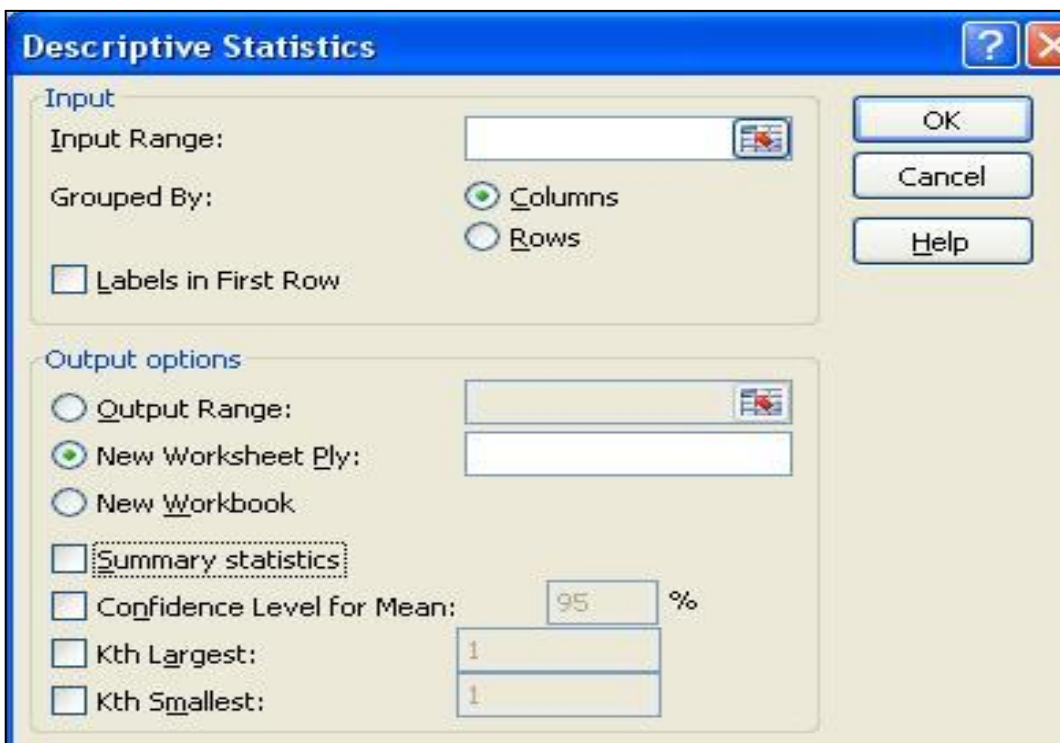 Descriptive Statistics
?
Input
Input Range:
OK
Grouped By:
Columns
Cancel
Rows
Help
Labels in First Row
Output options
Output Range:
New Worksheet Ply:
New Workbook
Summary statistics
Confidence Level for Mean: 95 %
Kth Largest: 1
Kth Smallest: 1